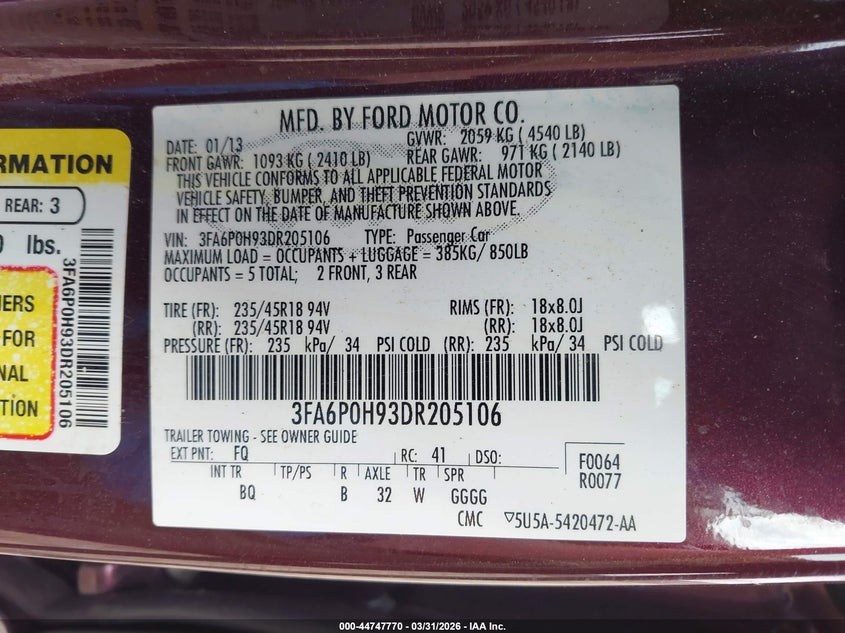 RMATION
REAR: 3
lbs.
3FA6P0H93DR205106
FOR
NAL
TION
MFD. BY FORD MOTOR CO.
DATE: 01/13 GVWR: 2059 KG ( 4540 LB)
FRONT GAWR: 1093 KG ( 2410 LB) REAR GAWR: 971 KG ( 2140 LB)
THIS VEHICLE CONFORMS TO ALL APPLICABLE FEDERAL MOTOR
VEHICLE SAFETY, BUMPER, AND THEFT PREVENTION STANDARDS
IN EFFECT ON THE DATE OF MANUFACTURE SHOWN ABOVE.
VIN: 3FA6P0H93DR205106 TYPE: Passenger Car
MAXIMUM LOAD = OCCUPANTS + LUGGAGE = 385KG/ 850LB
OCCUPANTS = 5 TOTAL; 2 FRONT, 3 REAR
TIRE (FR): 235/45R18 94V RIMS (FR): 18x8.0J
(RR): 235/45R18 94V (RR): 18x8.0J
PRESSURE (FR): 235 kPa/ 34 PSI COLD (RR): 235 kPa/ 34 PSI COLD
3FA6P0H93DR205106
TRAILER TOWING - SEE OWNER GUIDE
EXT PNT: FQ RC: 41 DSO:
INT TR TP/PS R AXLE TR SPR
BQ B 32 W GGGG
F0064
R0077
CMC ▽5U5A-5420472-AA
000-44747770 - 03/31/2026 - IAA Inc.